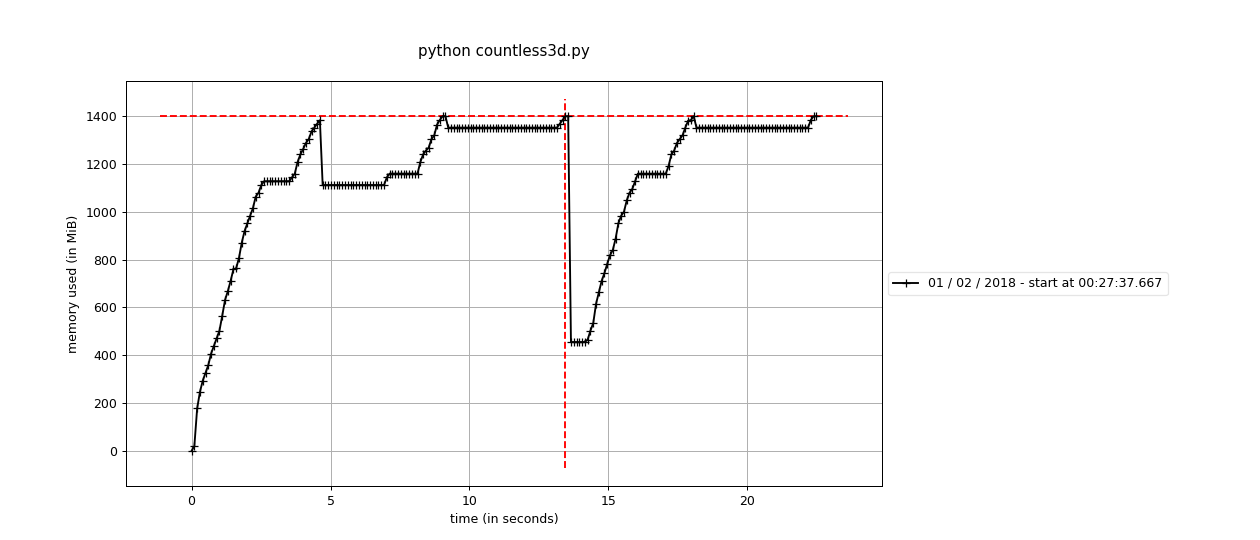 python countless3d.py
1400
1200
1000
800
600
400
200
0
memory used (in MiB)
0 5 10 15 20
time (in seconds)
01 / 02 / 2018 - start at 00:27:37.667